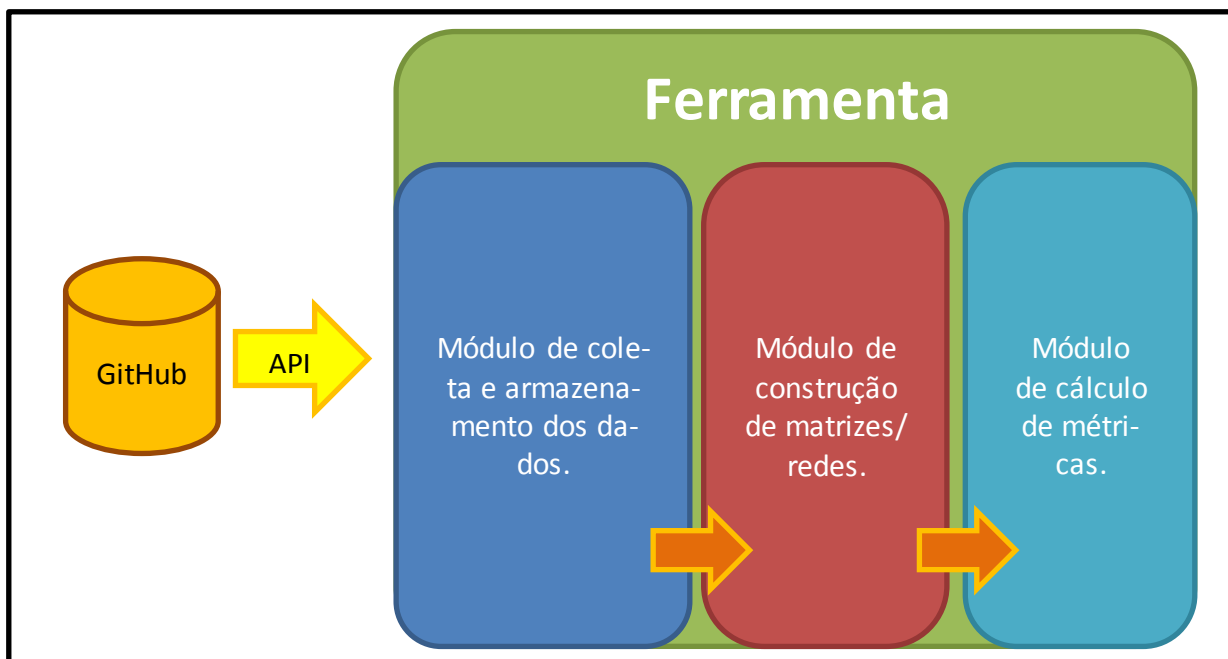 Ferramenta
GitHub
API
Módulo de cole-
ta e armazena-
mento dos da-
dos.
Módulo de
construção
de matrizes/
redes.
Módulo
de cálculo
de métri-
cas.